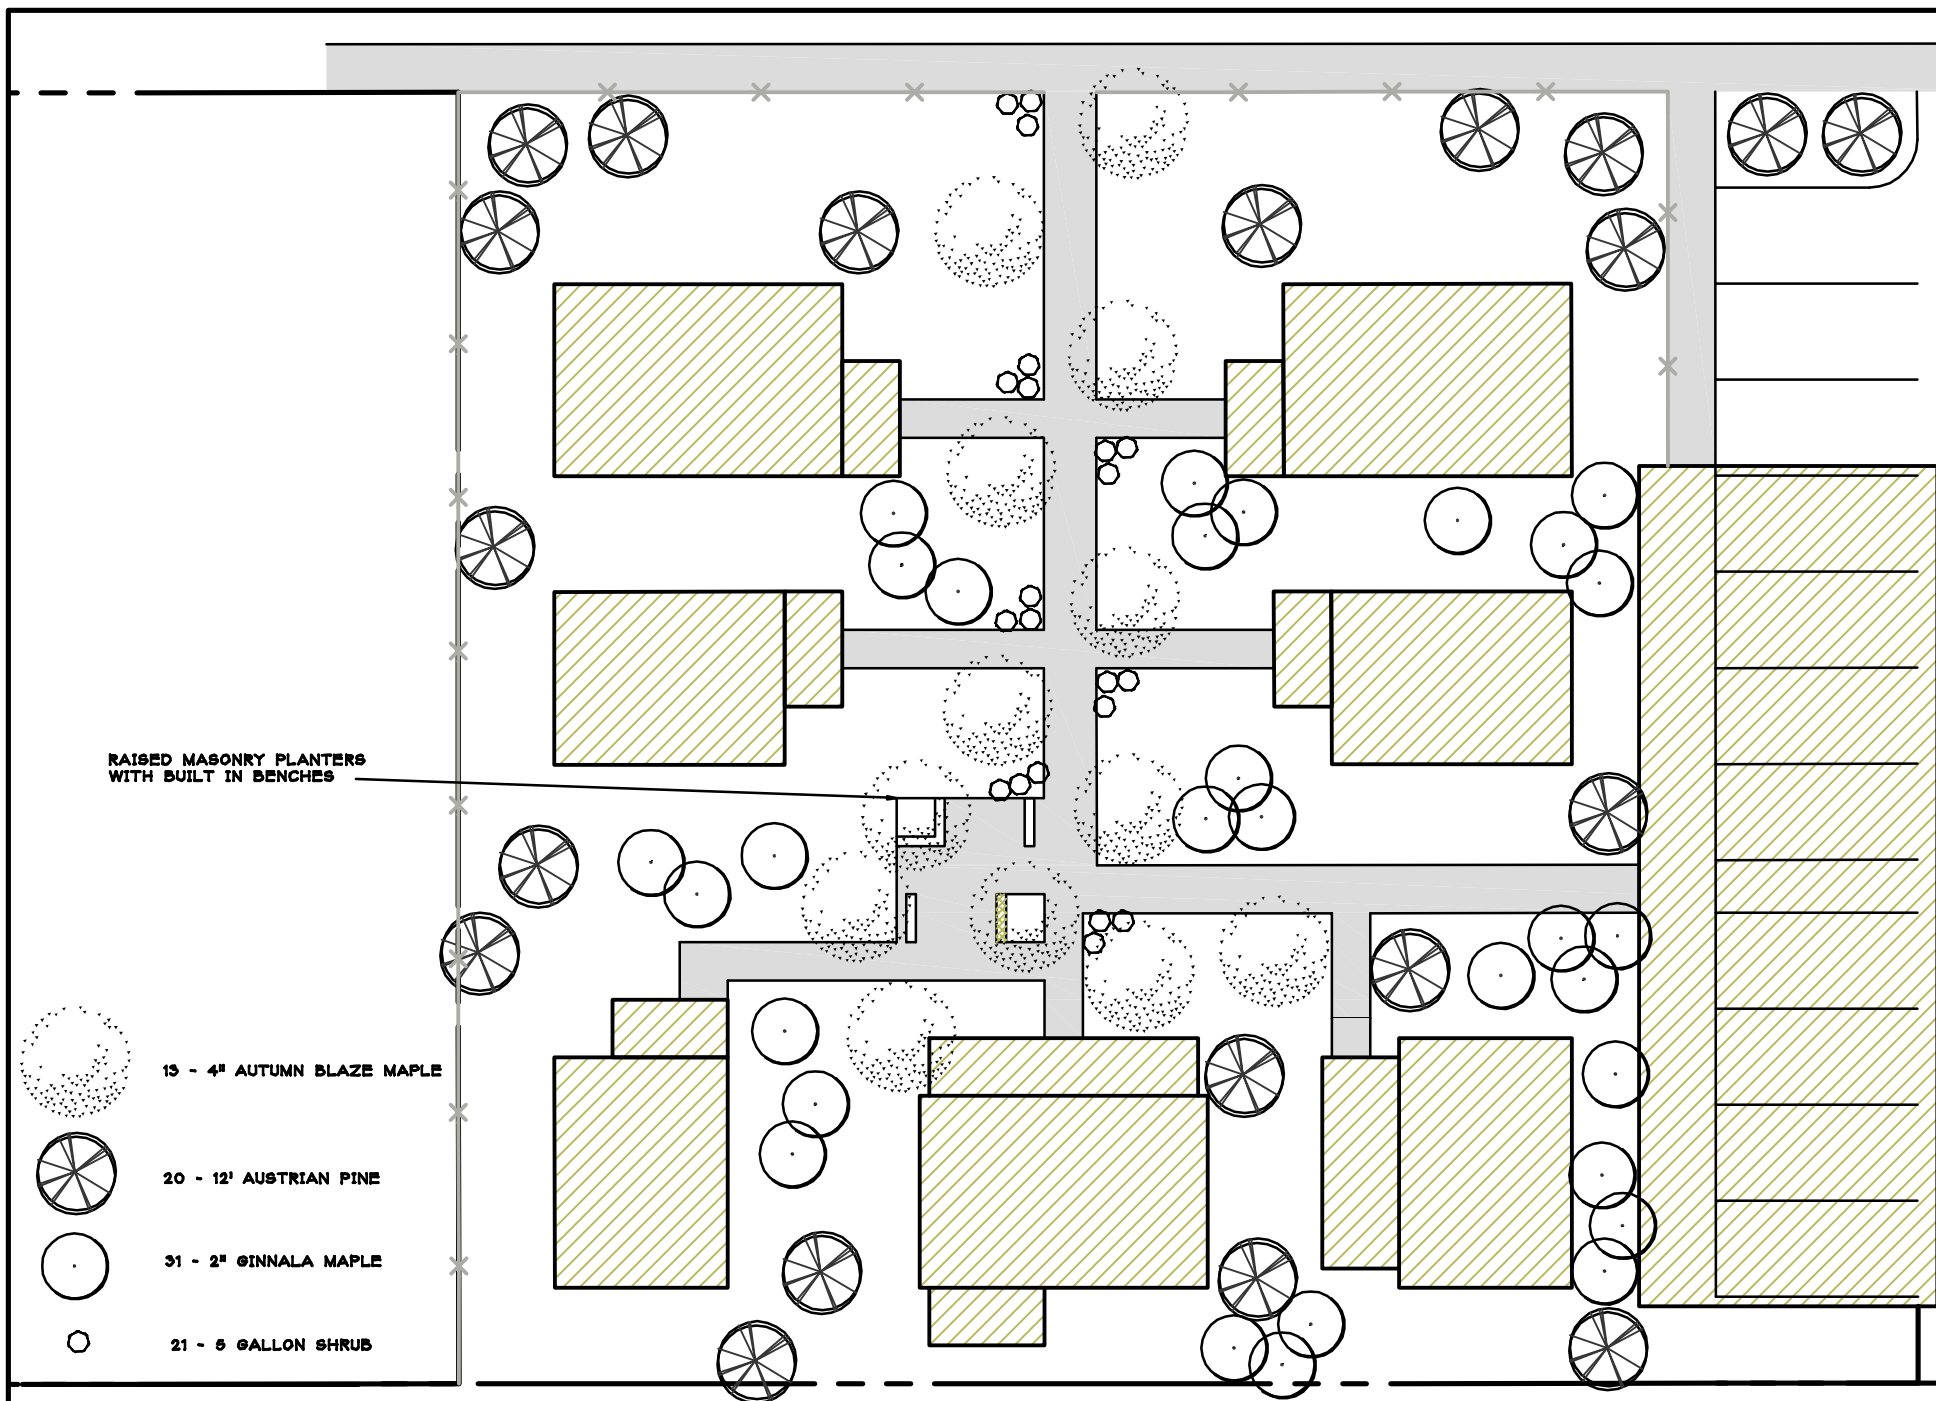 RAISED MASONRY PLANTERS
WITH BUILT IN BENCHES
13 - 4" AUTUMN BLAZE MAPLE
20 - 12' AUSTRIAN PINE
31 - 2" GINNALA MAPLE
21 - 5 GALLON SHRUB